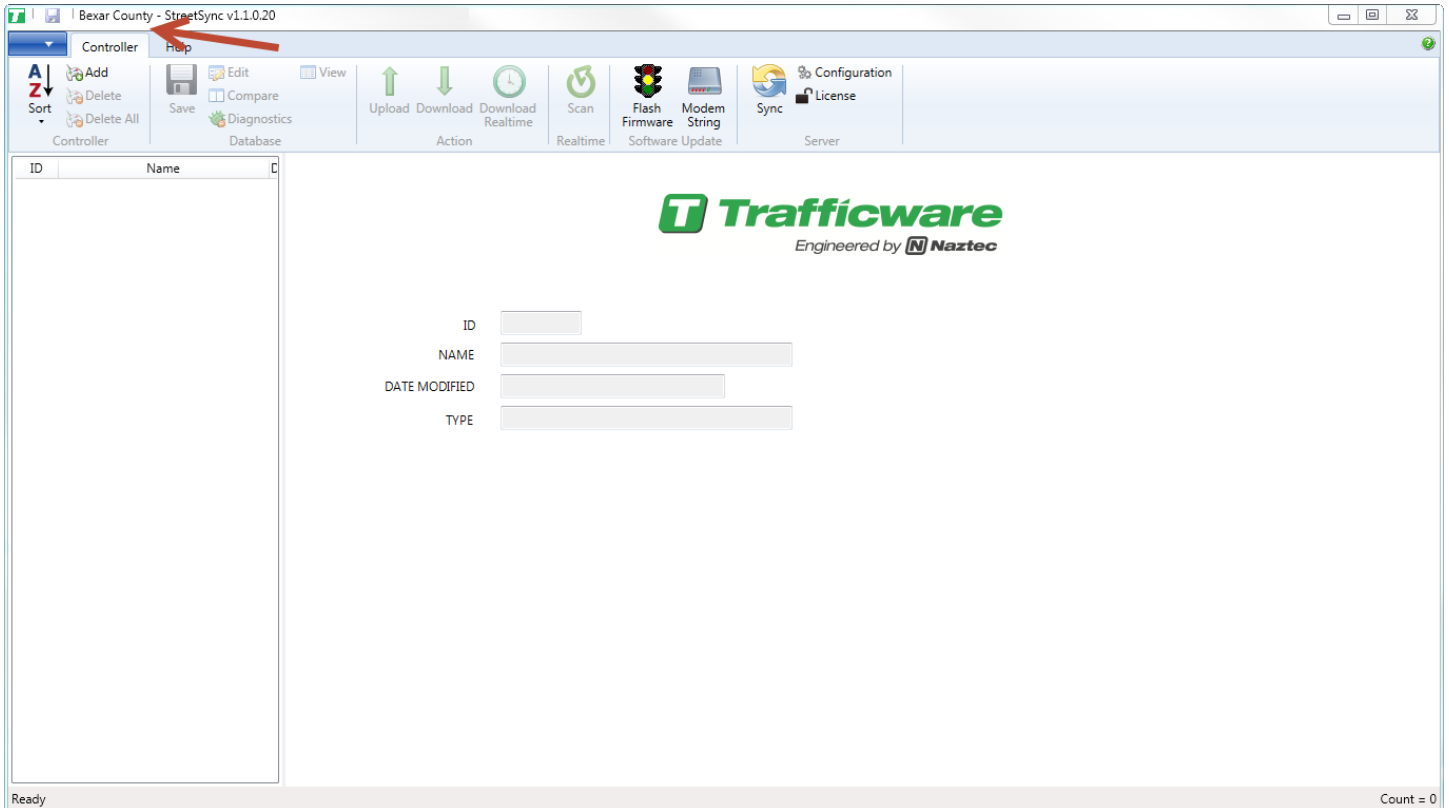 Bexar County - StreetSync v1.1.0.20
Controller Help
A Z Sort
Add
Delete
Delete All
Controller
Save
Edit
Compare
Diagnostics
View
Database
Upload Download Download Realtime
Action
Scan
Realtime
Flash Firmware Modem String
Software Update
Sync
Configuration
License
Server
ID Name D
T Trafficware
Engineered by N Naztec
ID
NAME
DATE MODIFIED
TYPE
Ready Count = 0